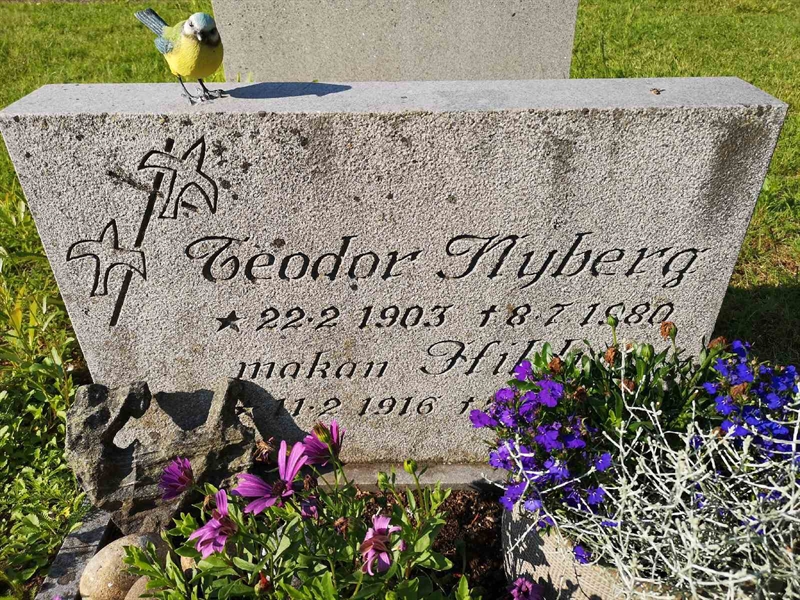 Teodor Nyberg
★ 22·2 1903 † 8·7 1980
makan
11·2 1916 †